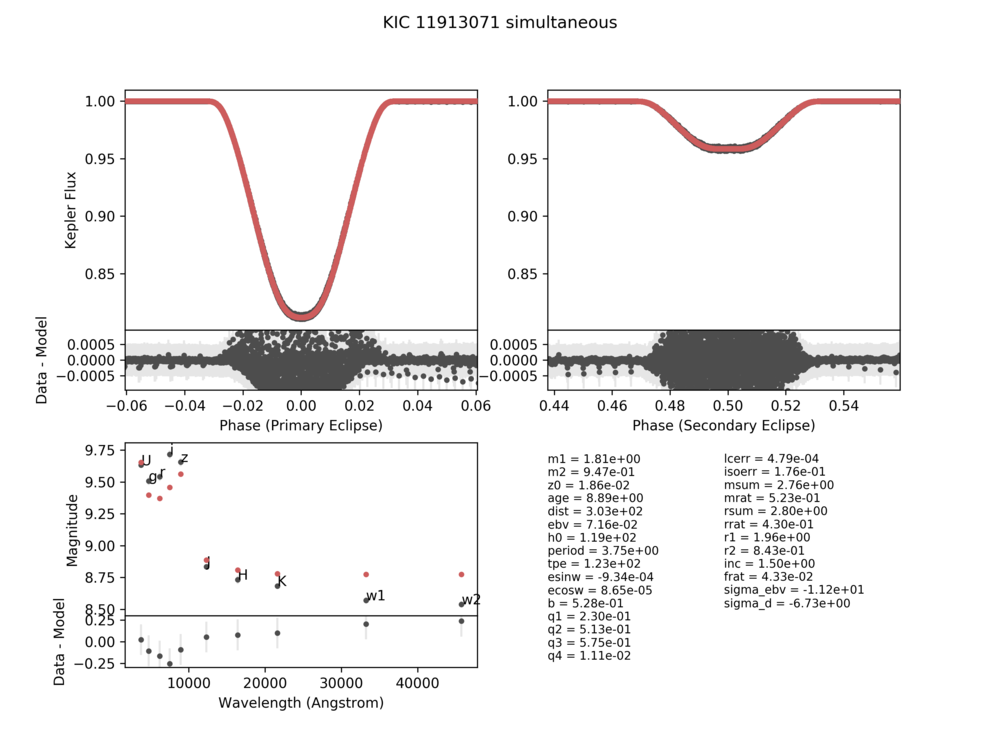 KIC 11913071 simultaneous
1.00
0.95
0.90
0.85
Kepler Flux
1.00
0.95
0.90
0.85
0.0005
0.0000
−0.0005
Data - Model
0.0005
0.0000
−0.0005
−0.06 −0.04 −0.02 0.00 0.02 0.04 0.06
Phase (Primary Eclipse)
0.44 0.46 0.48 0.50 0.52 0.54
Phase (Secondary Eclipse)
9.75
9.50
9.25
9.00
8.75
8.50
Magnitude
U
g
r
i
z
J
H
K
w1
w2
0.25
0.00
−0.25
Data - Model
10000 20000 30000 40000
Wavelength (Angstrom)
m1 = 1.81e+00
m2 = 9.47e-01
z0 = 1.86e-02
age = 8.89e+00
dist = 3.03e+02
ebv = 7.16e-02
h0 = 1.19e+02
period = 3.75e+00
tpe = 1.23e+02
esinw = -9.34e-04
ecosw = 8.65e-05
b = 5.28e-01
q1 = 2.30e-01
q2 = 5.13e-01
q3 = 5.75e-01
q4 = 1.11e-02
lcerr = 4.79e-04
isoerr = 1.76e-01
msum = 2.76e+00
mrat = 5.23e-01
rsum = 2.80e+00
rrat = 4.30e-01
r1 = 1.96e+00
r2 = 8.43e-01
inc = 1.50e+00
frat = 4.33e-02
sigma_ebv = -1.12e+01
sigma_d = -6.73e+00